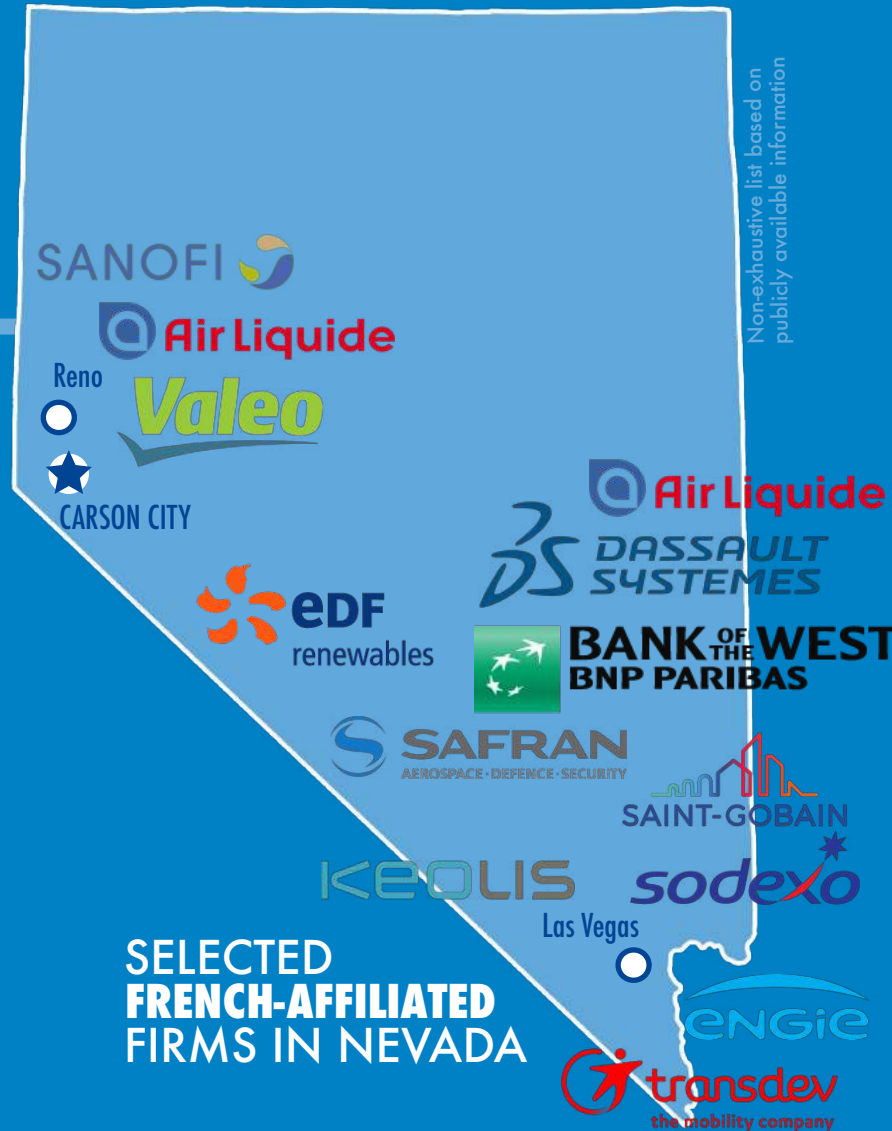 Non-exhaustive list based on
publicly available information
SANOFI
Air Liquide
Reno
Valeo
CARSON CITY
Air Liquide
DASSAULT
SYSTEMES
eDF
renewables
BANK OF THE WEST
BNP PARIBAS
SAFRAN
AEROSPACE·DEFENCE·SECURITY
SAINT-GOBAIN
KEOLIS
sodexo
Las Vegas
SELECTED
FRENCH-AFFILIATED
FIRMS IN NEVADA
ENGiE
transdev
the mobility company